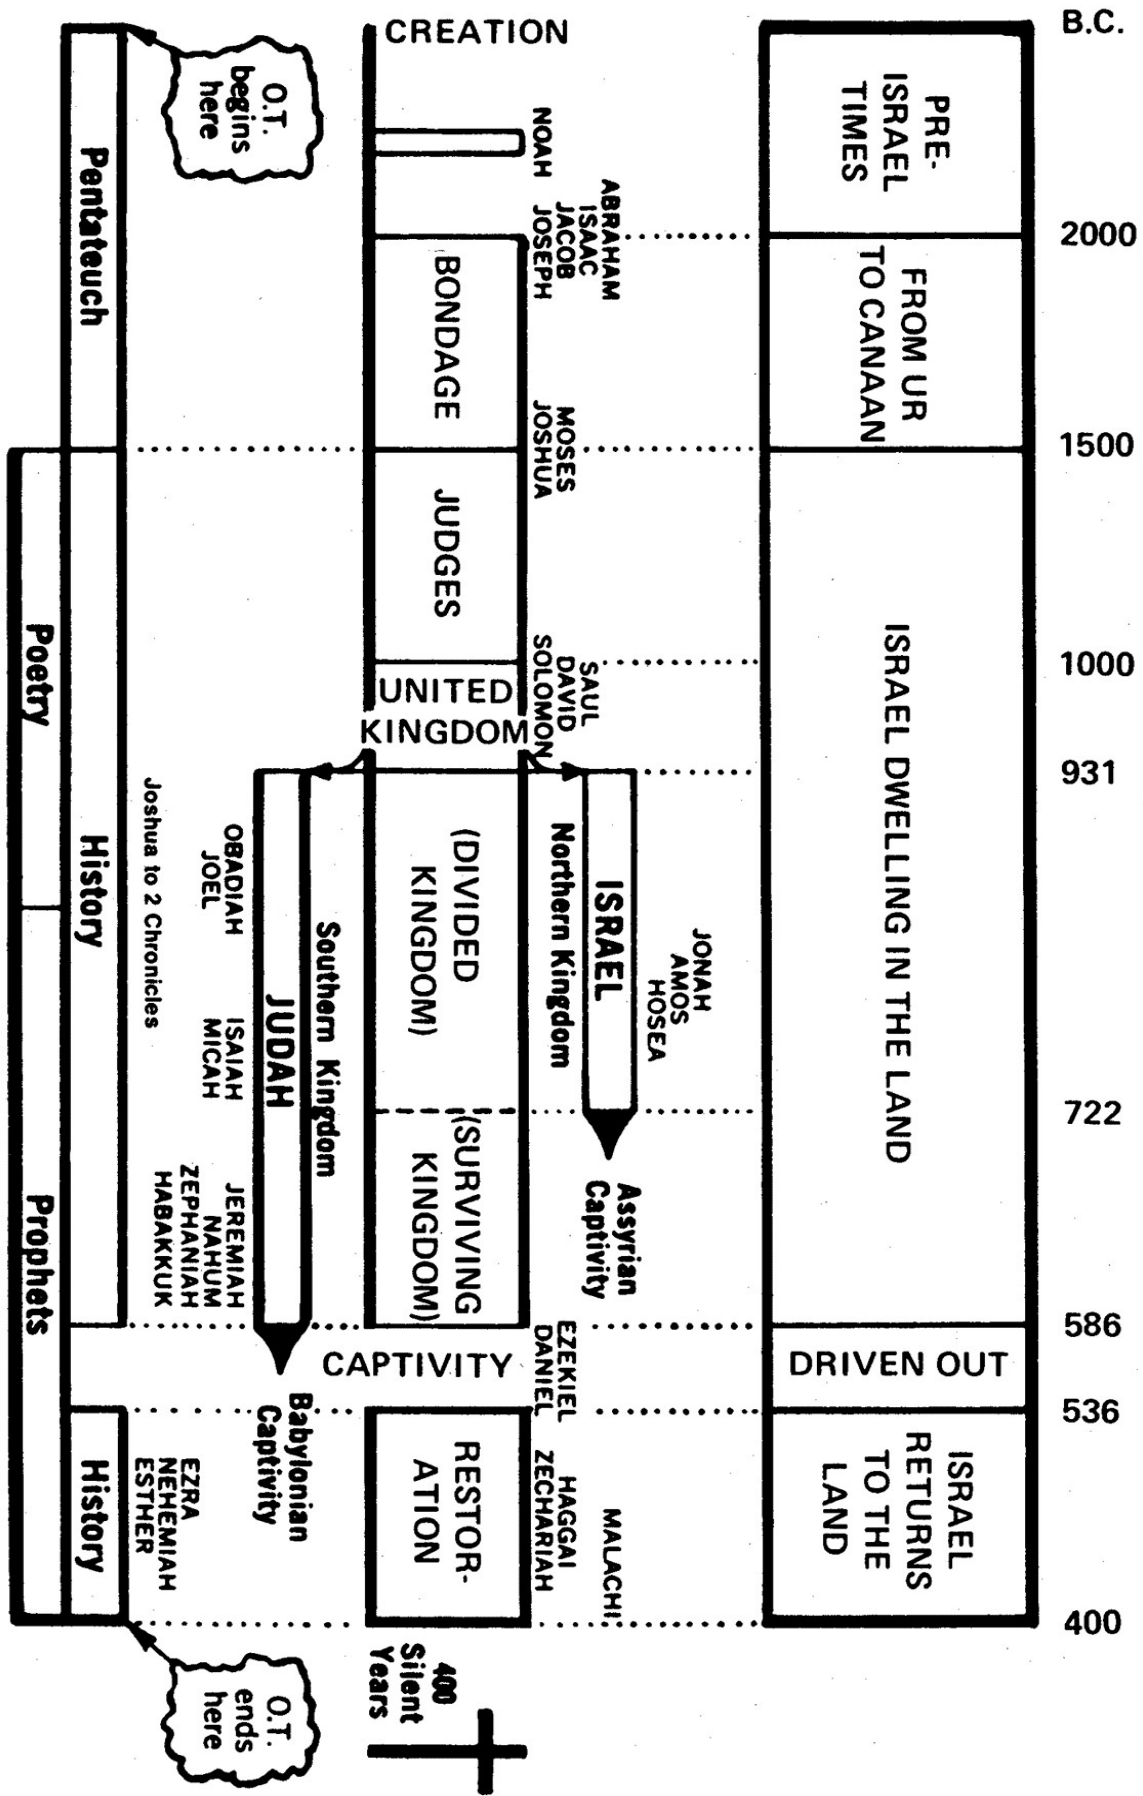 B.C.
2000
1500
1000
931
722
586
536
400
PRE-
ISRAEL
TIMES
FROM UR
TO CANAAN
ISRAEL DWELLING IN THE LAND
DRIVEN OUT
ISRAEL
RETURNS
TO THE
LAND
CREATION
NOAH
ABRAHAM
ISAAC
JACOB
JOSEPH
MOSES
JOSHUA
SAUL
DAVID
SOLOMON
JONAH
AMOS
HOSEA
ISRAEL
Northern Kingdom
Assyrian
Captivity
EZEKIEL
DANIEL
HAGGAI
ZECHARIAH
MALACHI
BONDAGE
JUDGES
UNITED
KINGDOM
(DIVIDED
KINGDOM)
(SURVIVING
KINGDOM)
CAPTIVITY
RESTOR-
ATION
400
Silent
Years
Southern Kingdom
JUDAH
Babylonian
Captivity
OBADIAH
JOEL
ISAIAH
MICAH
JEREMIAH
NAHUM
ZEPHANIAH
HABAKKUK
O.T.
begins
here
Joshua to 2 Chronicles
EZRA
NEHEMIAH
ESTHER
O.T.
ends
here
Pentateuch
History
History
Poetry
Prophets